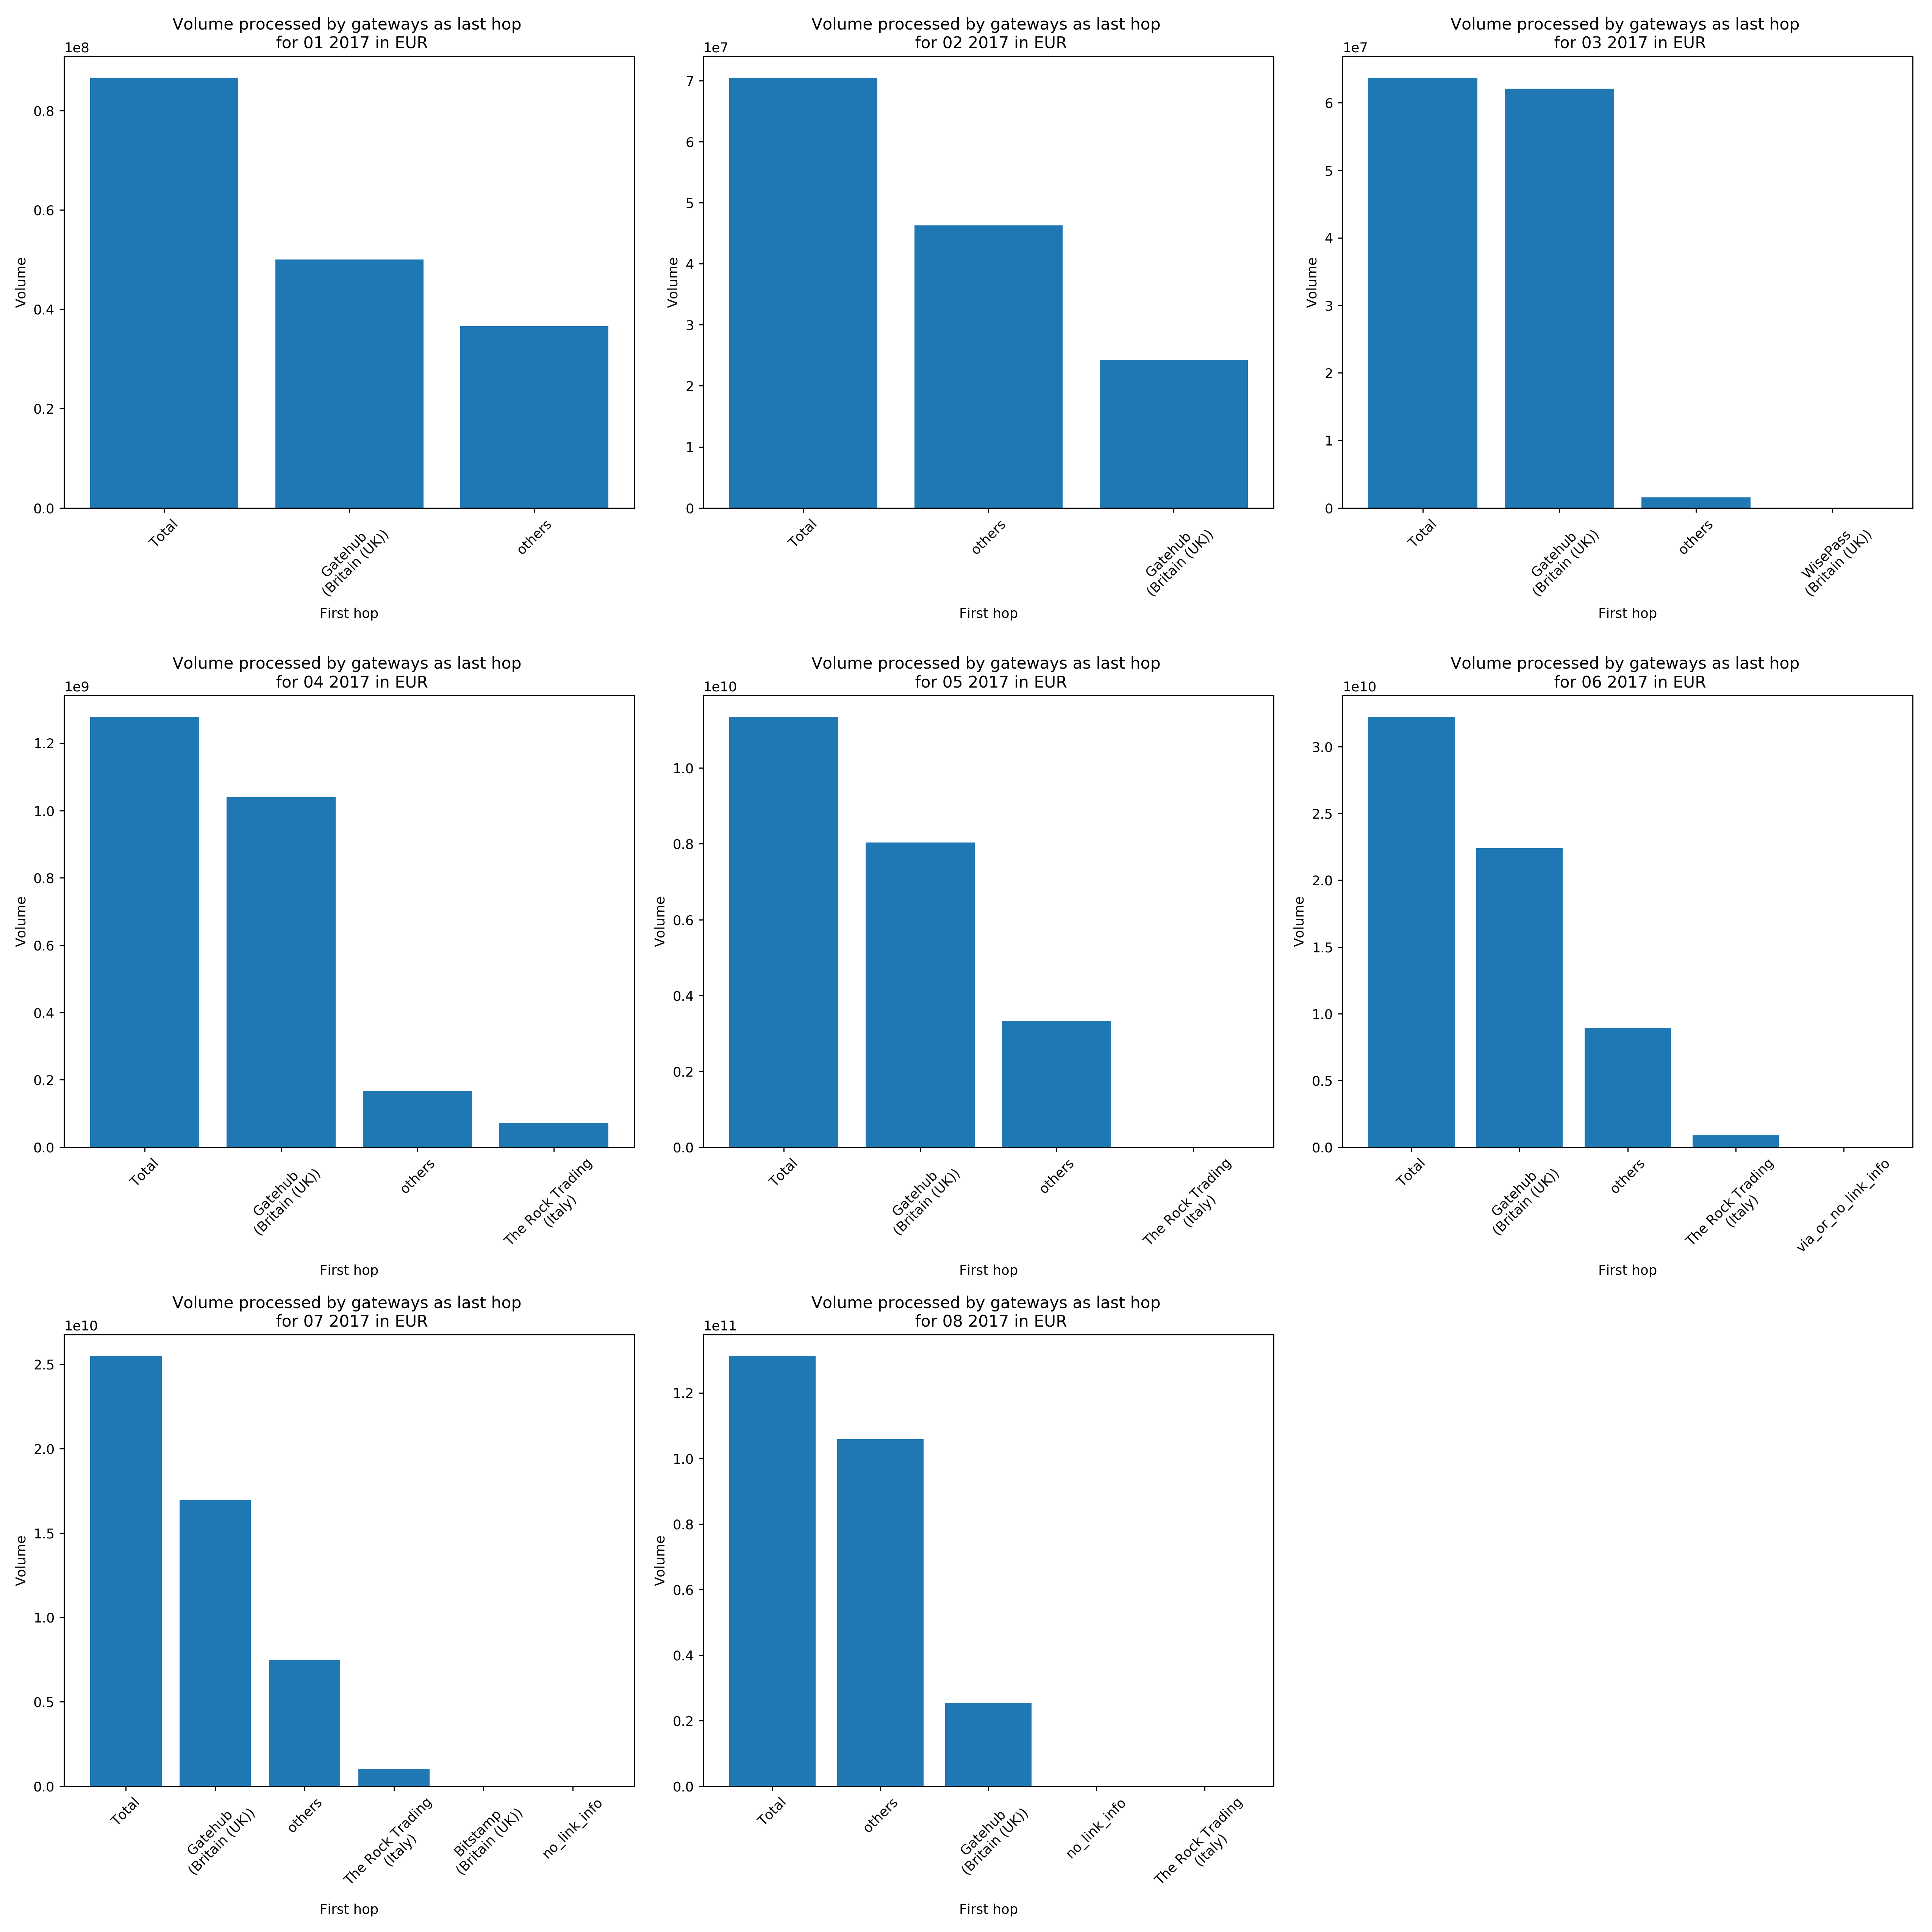 Volume processed by gateways as last hop
for 01 2017 in EUR
1e8
0.8
0.6
0.4
0.2
0.0
Volume
Total
Gatehub
(Britain (UK))
others
First hop
Volume processed by gateways as last hop
for 02 2017 in EUR
1e7
7
6
5
4
3
2
1
0
Volume
Total
others
Gatehub
(Britain (UK))
First hop
Volume processed by gateways as last hop
for 03 2017 in EUR
1e7
6
5
4
3
2
1
0
Volume
Total
Gatehub
(Britain (UK))
others
WisePass
(Britain (UK))
First hop
Volume processed by gateways as last hop
for 04 2017 in EUR
1e9
1.2
1.0
0.8
0.6
0.4
0.2
0.0
Volume
Total
Gatehub
(Britain (UK))
others
The Rock Trading
(Italy)
First hop
Volume processed by gateways as last hop
for 05 2017 in EUR
1e10
1.0
0.8
0.6
0.4
0.2
0.0
Volume
Total
Gatehub
(Britain (UK))
others
The Rock Trading
(Italy)
First hop
Volume processed by gateways as last hop
for 06 2017 in EUR
1e10
3.0
2.5
2.0
1.5
1.0
0.5
0.0
Volume
Total
Gatehub
(Britain (UK))
others
The Rock Trading
(Italy)
via_or_no_link_info
First hop
Volume processed by gateways as last hop
for 07 2017 in EUR
1e10
2.5
2.0
1.5
1.0
0.5
0.0
Volume
Total
Gatehub
(Britain (UK))
others
The Rock Trading
(Italy)
Bitstamp
(Britain (UK))
no_link_info
First hop
Volume processed by gateways as last hop
for 08 2017 in EUR
1e11
1.2
1.0
0.8
0.6
0.4
0.2
0.0
Volume
Total
others
Gatehub
(Britain (UK))
no_link_info
The Rock Trading
(Italy)
First hop